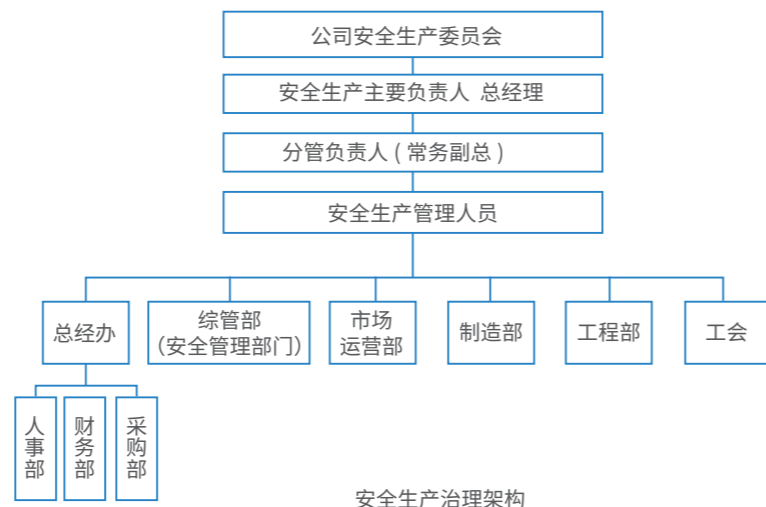 公司安全生产委员会
安全生产主要负责人 总经理
分管负责人 ( 常务副总 )
安全生产管理人员
总经办
综管部
（安全管理部门）
市场
运营部
制造部
工程部
工会
人事部
财务部
采购部
安全生产治理架构